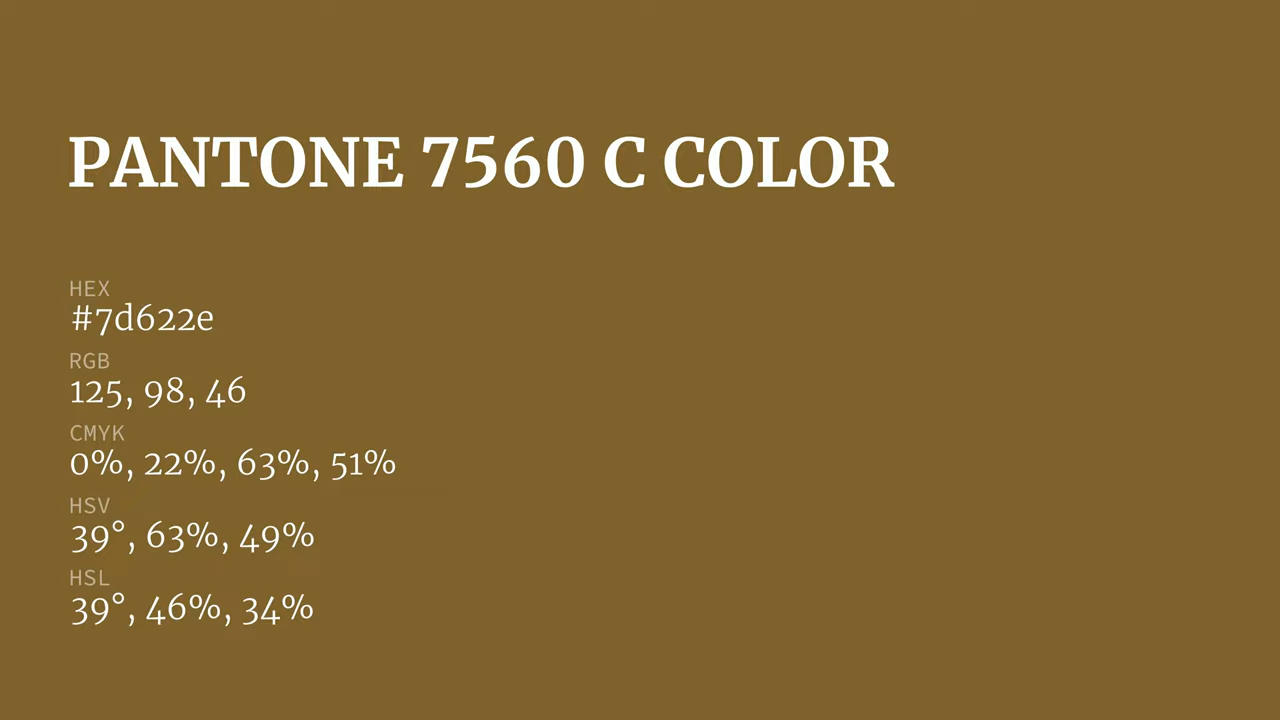 PANTONE 7560 C COLOR
HEX
#7d622e
RGB
125, 98, 46
CMYK
0%, 22%, 63%, 51%
HSV
39°, 63%, 49%
HSL
39°, 46%, 34%